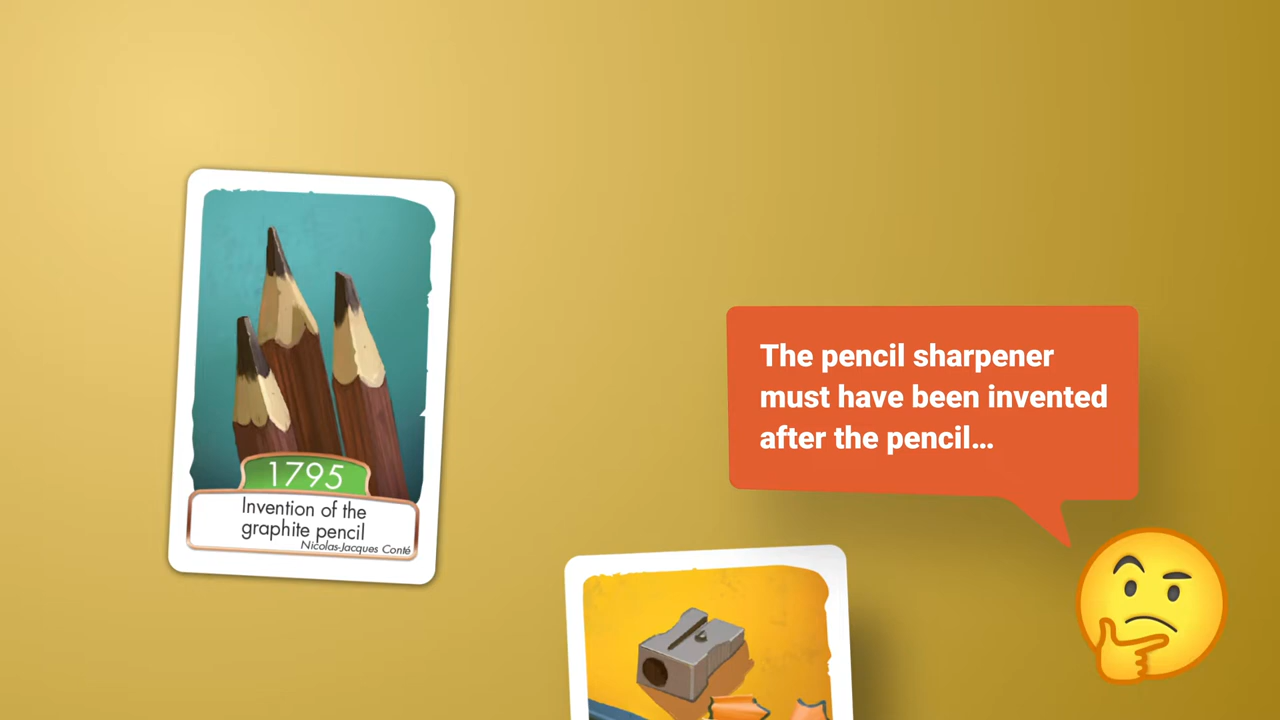 1795
Invention of the
graphite pencil
Nicolas-Jacques Conté
The pencil sharpener
must have been invented
after the pencil...